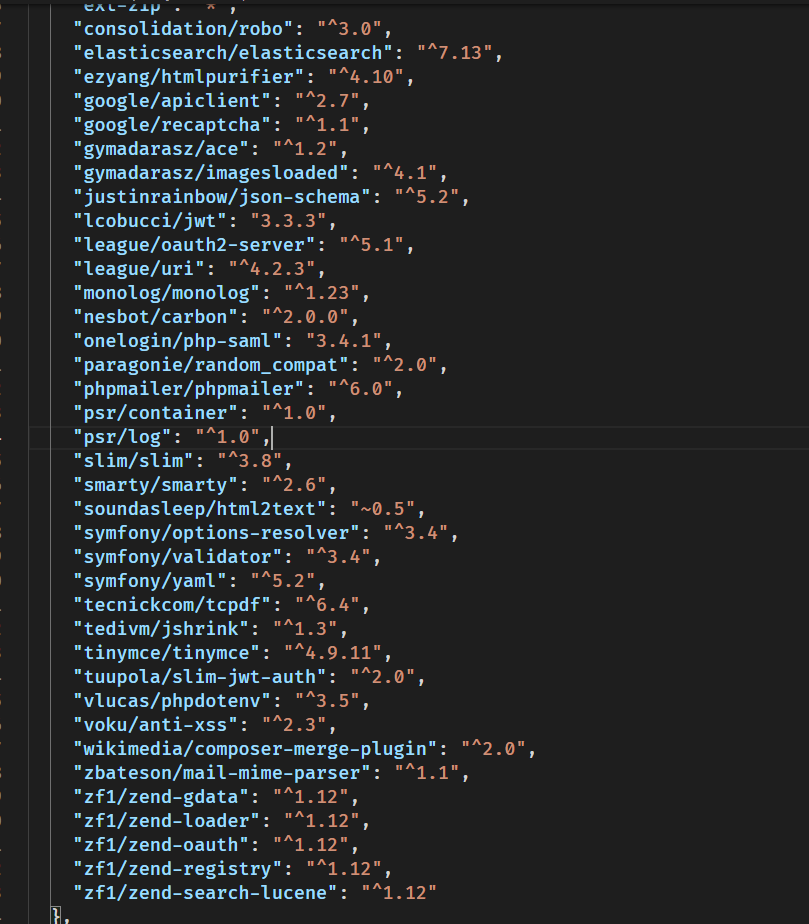 "ext-zip": "*",
"consolidation/robo": "^3.0",
"elasticsearch/elasticsearch": "^7.13",
"ezyang/htmlpurifier": "^4.10",
"google/apiclient": "^2.7",
"google/recaptcha": "^1.1",
"gymadarasz/ace": "^1.2",
"gymadarasz/imagesloaded": "^4.1",
"justinrainbow/json-schema": "^5.2",
"lcobucci/jwt": "3.3.3",
"league/oauth2-server": "^5.1",
"league/uri": "^4.2.3",
"monolog/monolog": "^1.23",
"nesbot/carbon": "^2.0.0",
"onelogin/php-saml": "3.4.1",
"paragonie/random_compat": "^2.0",
"phpmailer/phpmailer": "^6.0",
"psr/container": "^1.0",
"psr/log": "^1.0",
"slim/slim": "^3.8",
"smarty/smarty": "^2.6",
"soundasleep/html2text": "~0.5",
"symfony/options-resolver": "^3.4",
"symfony/validator": "^3.4",
"symfony/yaml": "^5.2",
"tecnickcom/tcpdf": "^6.4",
"tedivm/jshrink": "^1.3",
"tinymce/tinymce": "^4.9.11",
"tuupola/slim-jwt-auth": "^2.0",
"vlucas/phpdotenv": "^3.5",
"voku/anti-xss": "^2.3",
"wikimedia/composer-merge-plugin": "^2.0",
"zbateson/mail-mime-parser": "^1.1",
"zf1/zend-gdata": "^1.12",
"zf1/zend-loader": "^1.12",
"zf1/zend-oauth": "^1.12",
"zf1/zend-registry": "^1.12",
"zf1/zend-search-lucene": "^1.12"
},